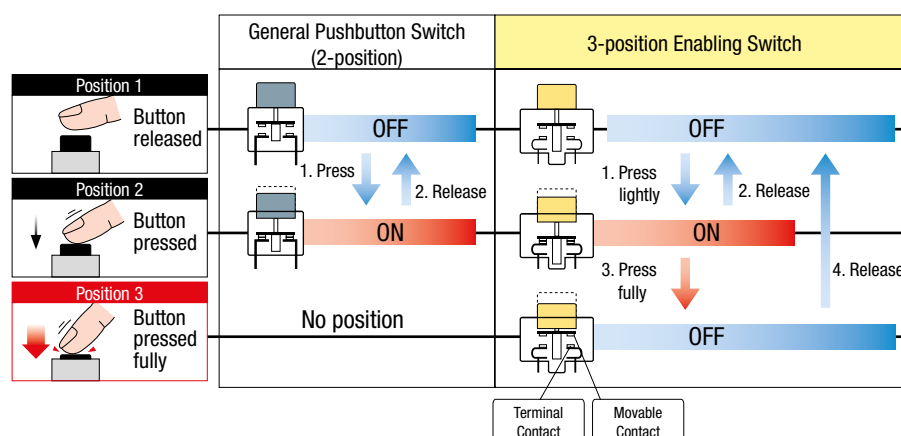 General Pushbutton Switch
(2-position)
3-position Enabling Switch
Position 1
Button
released
OFF
OFF
1. Press
2. Release
1. Press
lightly
2. Release
Position 2
Button
pressed
ON
ON
3. Press
fully
4. Release
Position 3
Button
pressed
fully
No position
OFF
Terminal
Contact
Movable
Contact